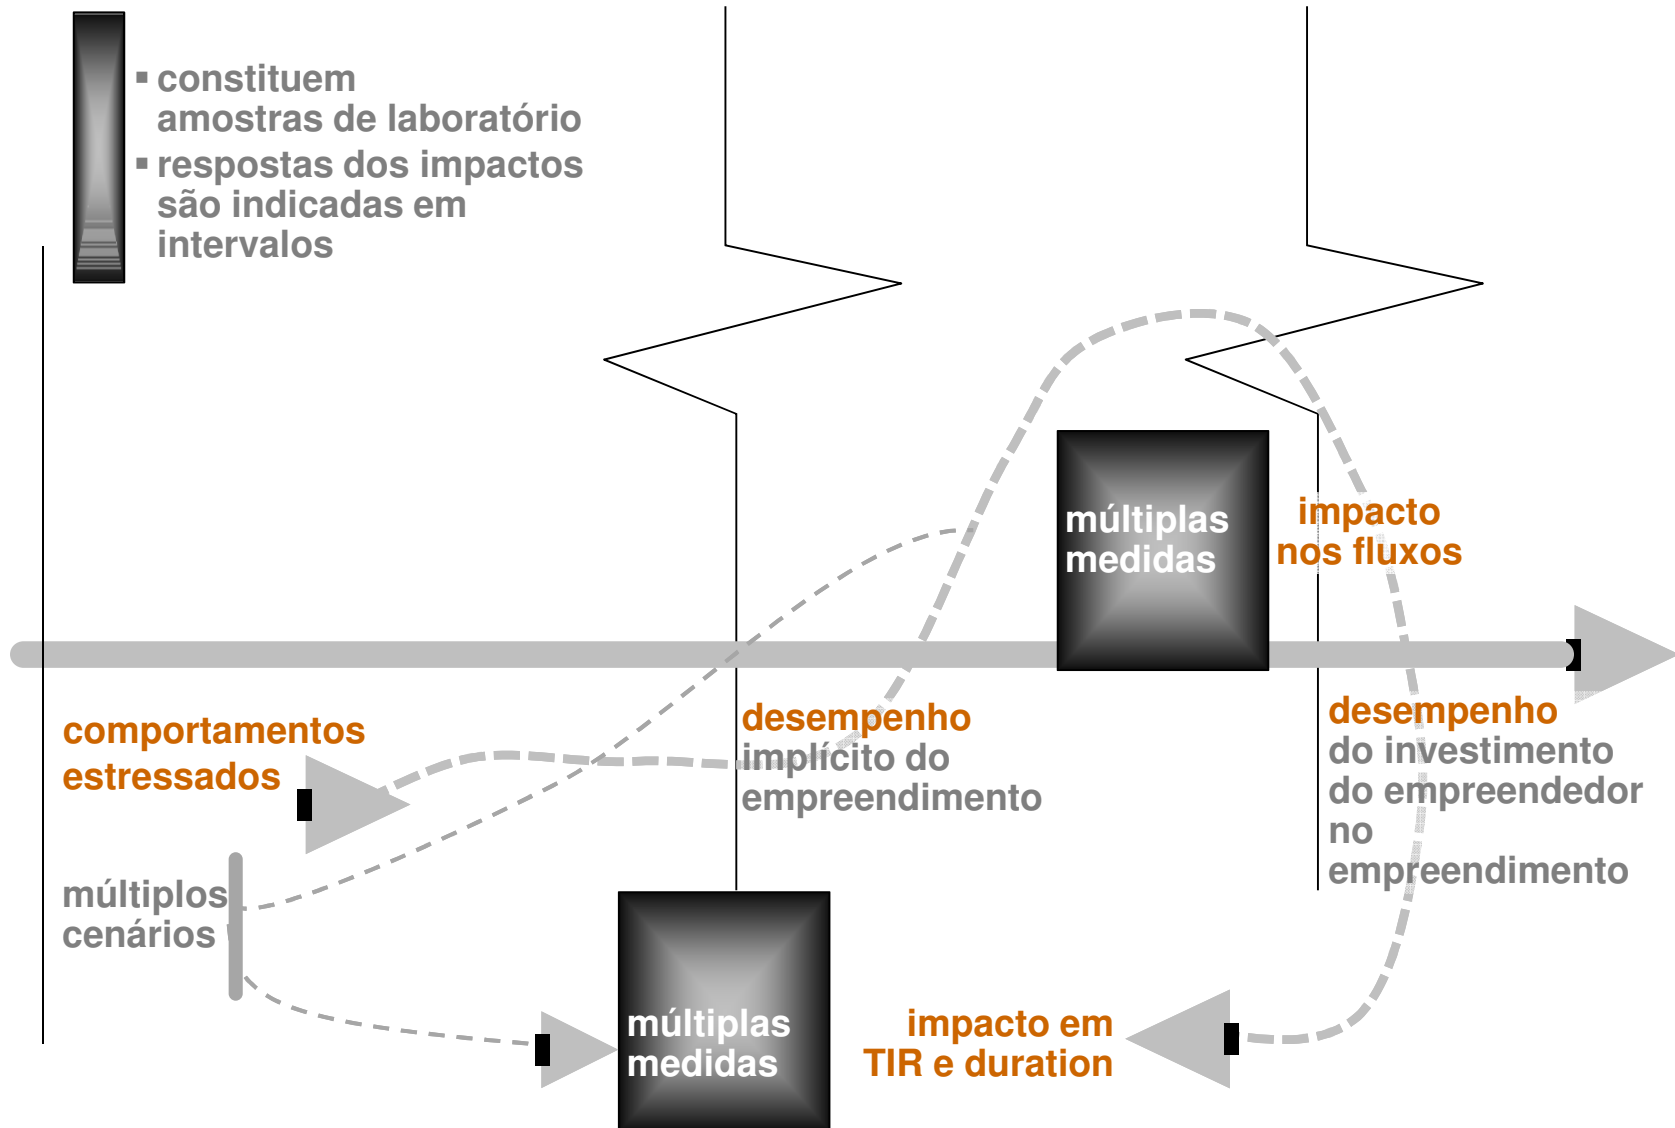 ▪ constituem
amostras de laboratório
▪ respostas dos impactos
são indicadas em
intervalos
múltiplas
medidas
impacto
nos fluxos
comportamentos
estressados
desempenho
implícito do
empreendimento
desempenho
do investimento
do empreendedor
no
empreendimento
múltiplos
cenários
múltiplas
medidas
impacto em
TIR e duration